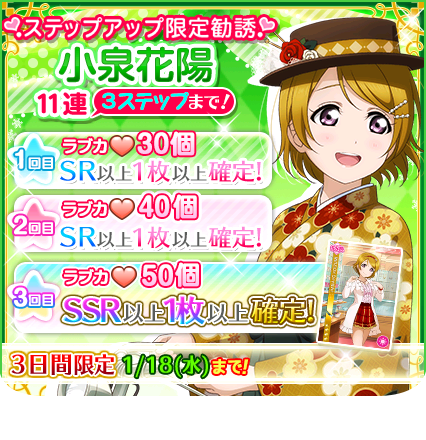 ステップアップ限定勧誘
小泉花陽
11連 3ステップまで!
1回目 ラブカ♥30個
SR以上1枚以上確定!
2回目 ラブカ♥40個
SR以上1枚以上確定!
3回目 ラブカ♥50個
SSR以上1枚以上確定!
3日間限定 1/18(水)まで!